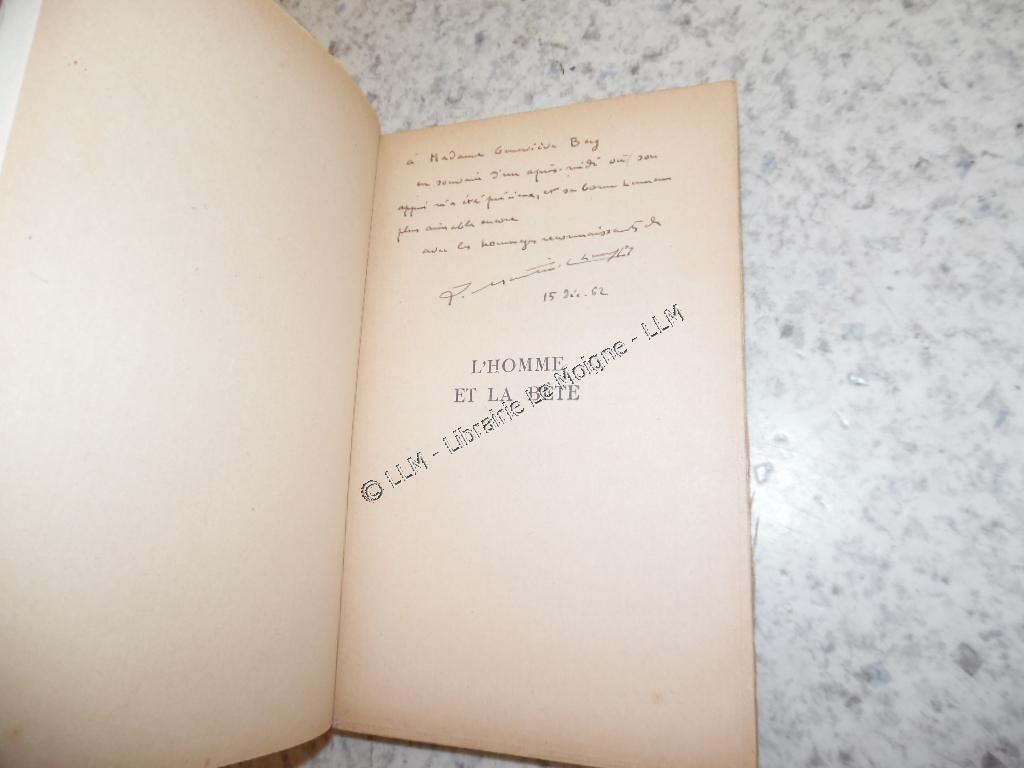 à Madame Geneviève Berg
en souvenir d'un après-midi où son
appui m'a été précieux, et sa bonne humeur
plus aimable encore
avec les hommages reconnaissants de
15 déc. 62
L'HOMME
ET LA BÊTE
© LLM - Librairie Le Moigne - LLM